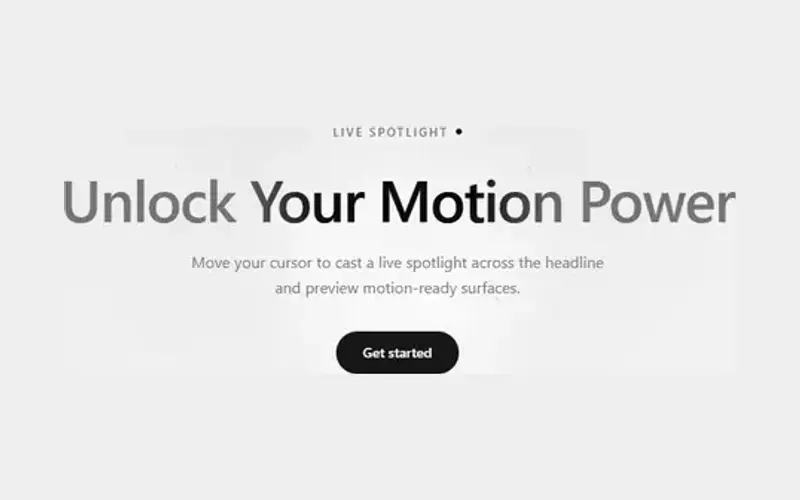 LIVE SPOTLIGHT
Unlock Your Motion Power
Move your cursor to cast a live spotlight across the headline
and preview motion-ready surfaces.
Get started